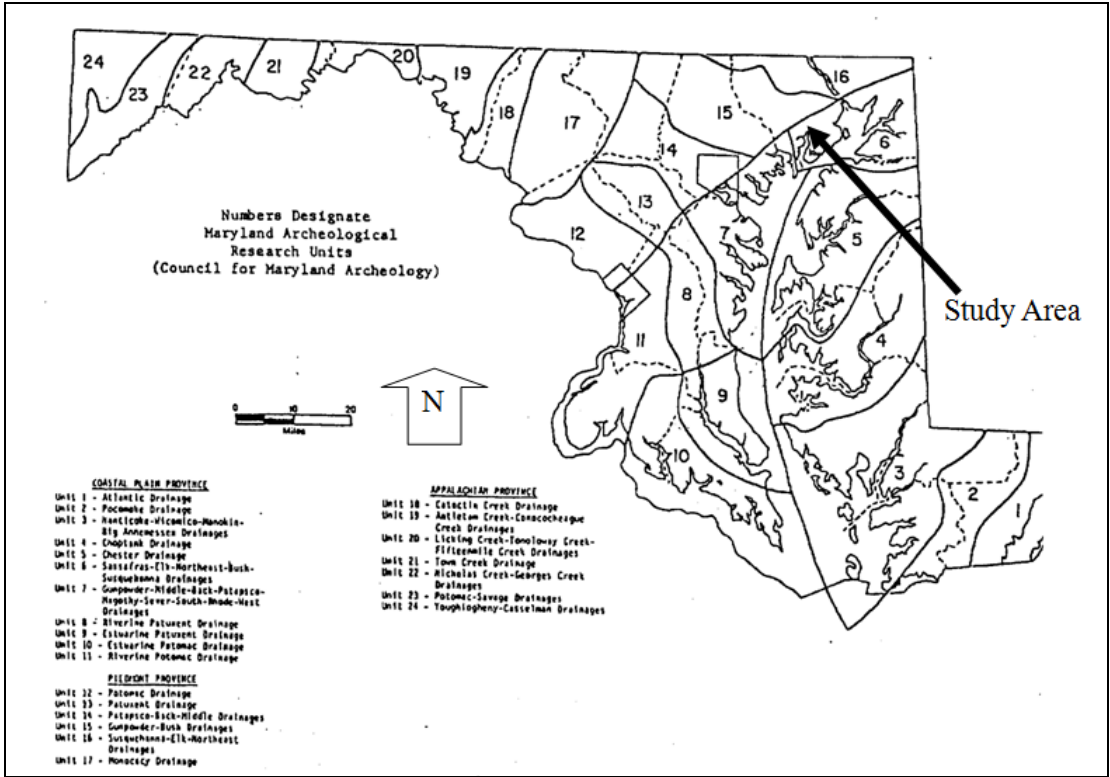 24
23
22
21
20
19
18
17
16
15
14
13
12
11
10
9
8
7
6
5
4
3
2
1
Numbers Designate
Maryland Archeological
Research Units
(Council for Maryland Archeology)
Study Area
N
0 10 20
Miles
COASTAL PLAIN PROVINCE
Unit 1 - Atlantic Drainage
Unit 2 - Pocomoke Drainage
Unit 3 - Nanticoke-Wicomico-Manokin-
Big Annemessex Drainages
Unit 4 - Choptank Drainage
Unit 5 - Chester Drainage
Unit 6 - Sassafras-Elk-Northeast-Bush-
Susquehanna Drainages
Unit 7 - Gunpowder-Middle-Back-Patapsco-
Magothy-Sever-South-Rhode-West
Drainages
Unit 8 - Riverine Patuxent Drainage
Unit 9 - Estuarine Patuxent Drainage
Unit 10 - Estuarine Potomac Drainage
Unit 11 - Riverine Potomac Drainage
PIEDMONT PROVINCE
Unit 12 - Potomac Drainage
Unit 13 - Patuxent Drainage
Unit 14 - Patapsco-Back-Middle Drainages
Unit 15 - Gunpowder-Bush Drainages
Unit 16 - Susquehanna-Elk-Northeast
Drainages
Unit 17 - Monocacy Drainage
APPALACHIAN PROVINCE
Unit 18 - Catoctin Creek Drainage
Unit 19 - Antietam Creek-Conococheague
Creek Drainages
Unit 20 - Licking Creek-Tonoloway Creek-
Fifteenmile Creek Drainages
Unit 21 - Town Creek Drainage
Unit 22 - Nicholas Creek-Georges Creek
Drainages
Unit 23 - Potomac-Savage Drainages
Unit 24 - Youghiogheny-Casselman Drainages